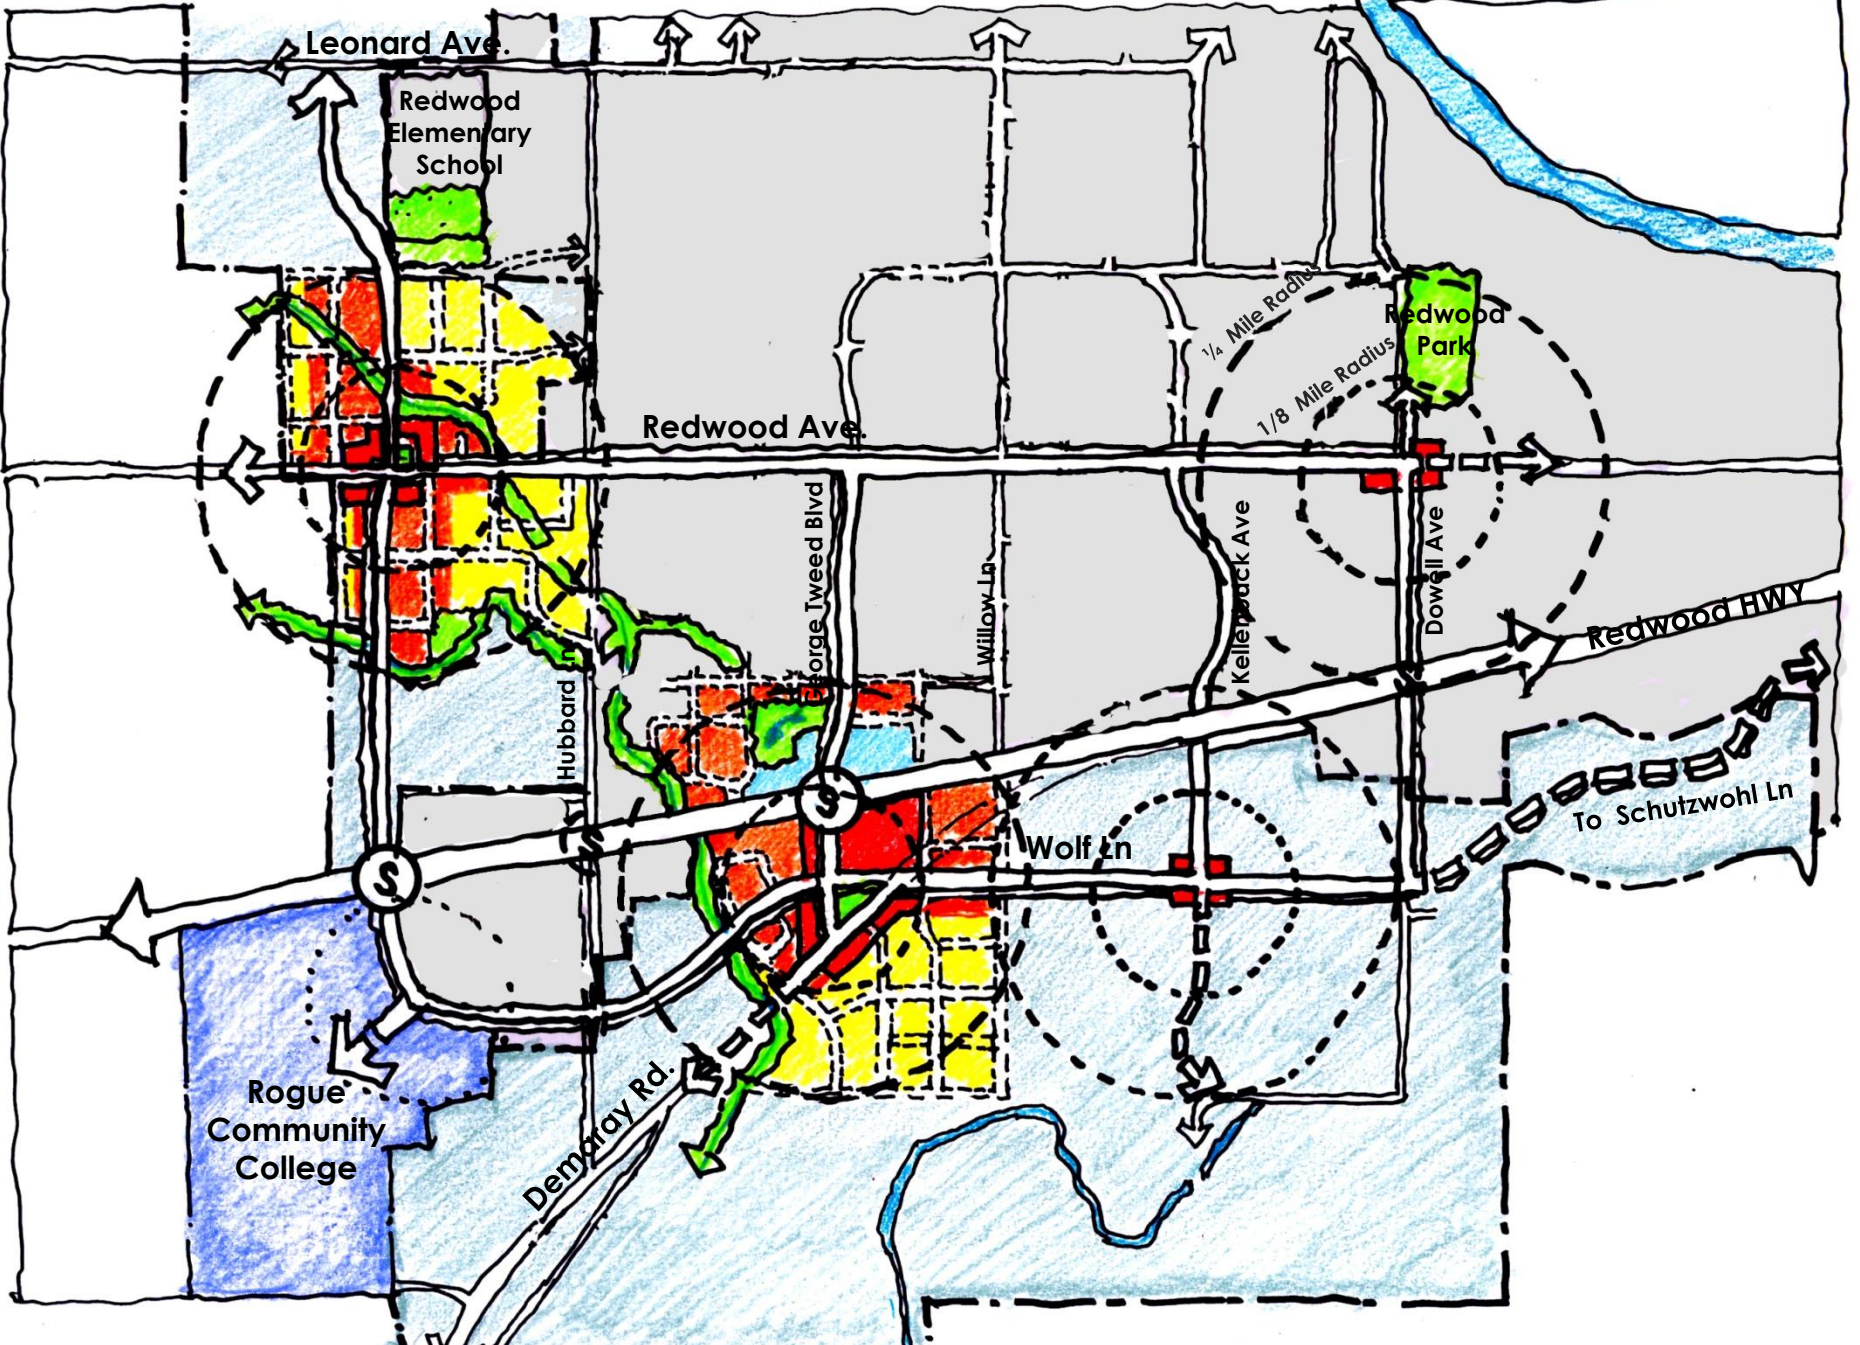 Leonard Ave.
Redwood
Elementary
School
¼ Mile Radius
1/8 Mile Radius
Redwood
Park
Redwood Ave.
George Tweed Blvd
Willow Ln
Kellenback Ave
Dowell Ave
Redwood HWY
Hubbard Ln
S
S
S
To Schutzwohl Ln
Wolf Ln
Rogue
Community
College
Demaray Rd.